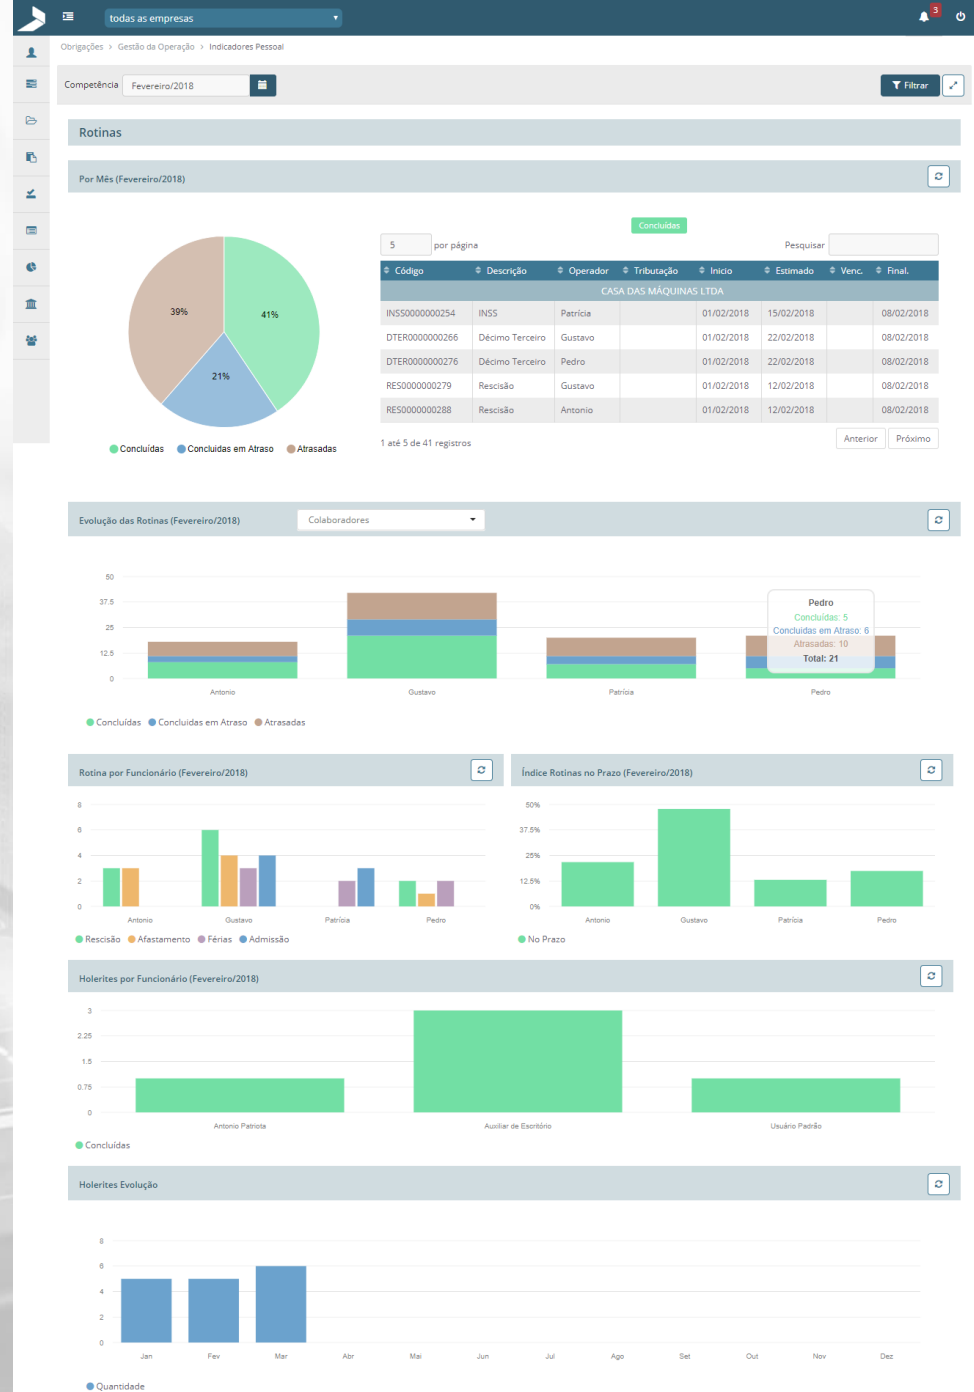 todas as empresas
3
Obrigações > Gestão da Operação > Indicadores Pessoal
Competência Fevereiro/2018 Filtrar
Rotinas
Por Mês (Fevereiro/2018)
Concluídas
5 por página Pesquisar
Código Descrição Operador Tributação Inicio Estimado Venc. Final.
CASA DAS MÁQUINAS LTDA
INSS0000000254 INSS Patrícia 01/02/2018 15/02/2018 08/02/2018
DTER0000000266 Décimo Terceiro Gustavo 01/02/2018 22/02/2018 08/02/2018
DTER0000000276 Décimo Terceiro Pedro 01/02/2018 22/02/2018 08/02/2018
RES0000000279 Rescisão Gustavo 01/02/2018 12/02/2018 08/02/2018
RES0000000288 Rescisão Antonio 01/02/2018 12/02/2018 08/02/2018
1 até 5 de 41 registros Anterior Próximo
39% 41%
21%
Concluídas Concluidas em Atraso Atrasadas
Evolução das Rotinas (Fevereiro/2018) Colaboradores
50
37.5
25
12.5
0
Pedro
Concluídas: 5
Concluidas em Atraso: 6
Atrasadas: 10
Total: 21
Antonio Gustavo Patrícia Pedro
Concluídas Concluidas em Atraso Atrasadas
Rotina por Funcionário (Fevereiro/2018)
8
6
4
2
0
Antonio Gustavo Patrícia Pedro
Rescisão Afastamento Férias Admissão
Índice Rotinas no Prazo (Fevereiro/2018)
50%
37.5%
25%
12.5%
0%
Antonio Gustavo Patrícia Pedro
No Prazo
Holerites por Funcionário (Fevereiro/2018)
3
2.25
1.5
0.75
0
Antonio Patriota Auxiliar de Escritório Usuário Padrão
Concluídas
Holerites Evolução
8
6
4
2
0
Jan Fev Mar Abr Mai Jun Jul Ago Set Out Nov Dez
Quantidade